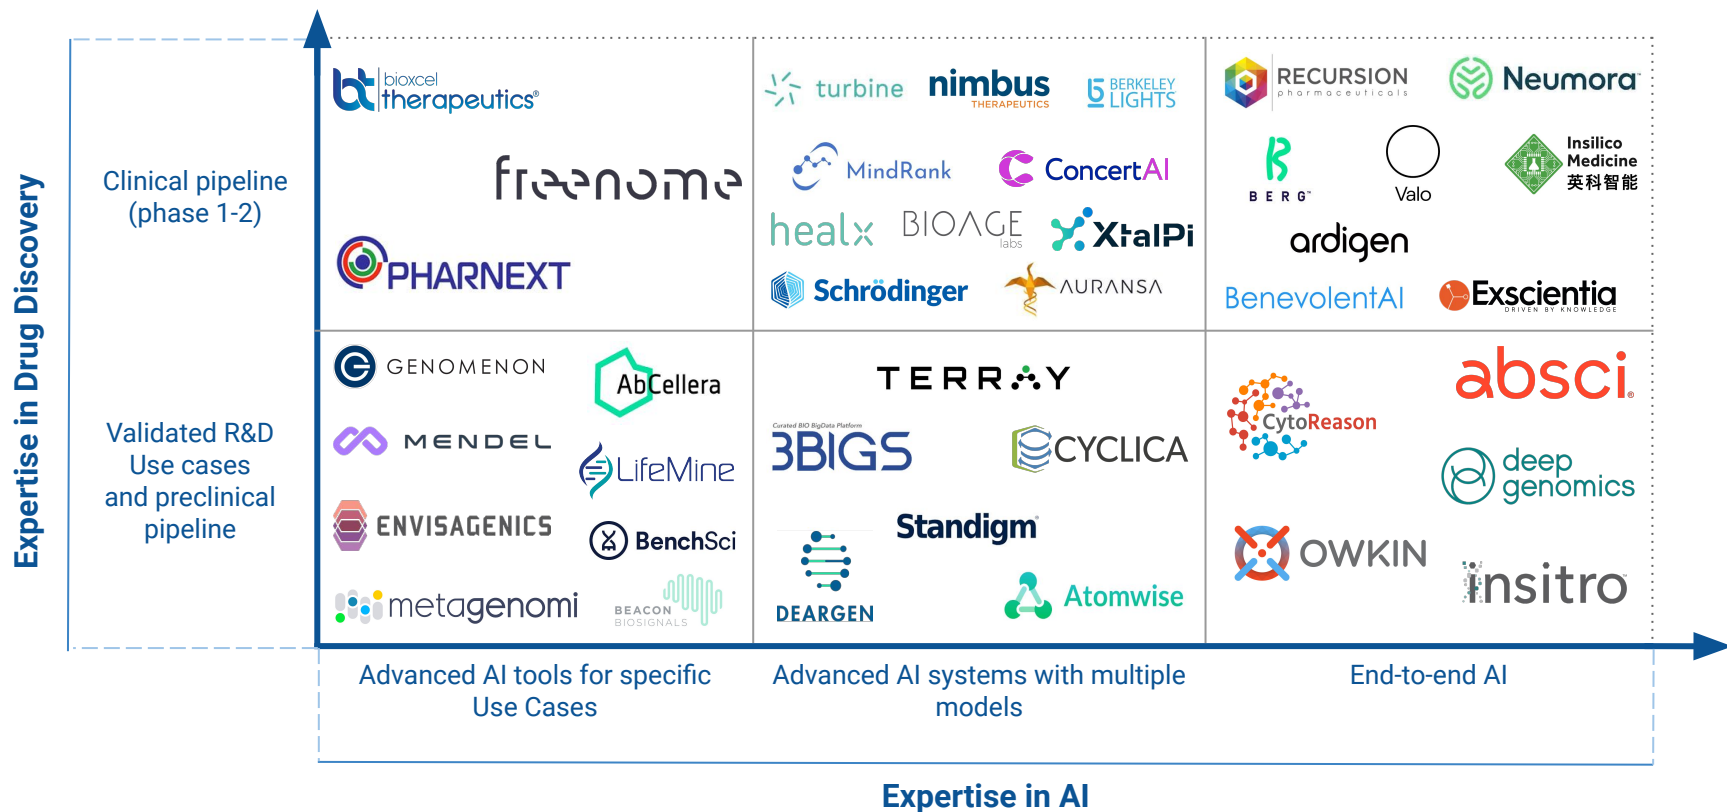 Expertise in Drug Discovery
Clinical pipeline
(phase 1-2)
bioxcel
therapeutics®
freenome
PHARNEXT
turbine
nimbus
THERAPEUTICS
BERKELEY
LIGHTS
MindRank
ConcertAI
healx
BIOAGE
labs
XtalPi
Schrödinger
AURANSA
RECURSION
pharmaceuticals
Neumora
BERG™
Valo
Insilico
Medicine
英科智能
ardigen
BenevolentAI
Exscientia
DRIVEN BY KNOWLEDGE
Validated R&D
Use cases
and preclinical
pipeline
GENOMENON
AbCellera
MENDEL
LifeMine
ENVISAGENICS
BenchSci
metagenomi
BEACON
BIOSIGNALS
TERRAY
Curated BIO BigData Platform
3BIGS
CYCLICA
Standigm
DEARGEN
Atomwise
absci®
CytoReason
deep
genomics
OWKIN
insitro
Advanced AI tools for specific
Use Cases
Advanced AI systems with multiple
models
End-to-end AI
Expertise in AI